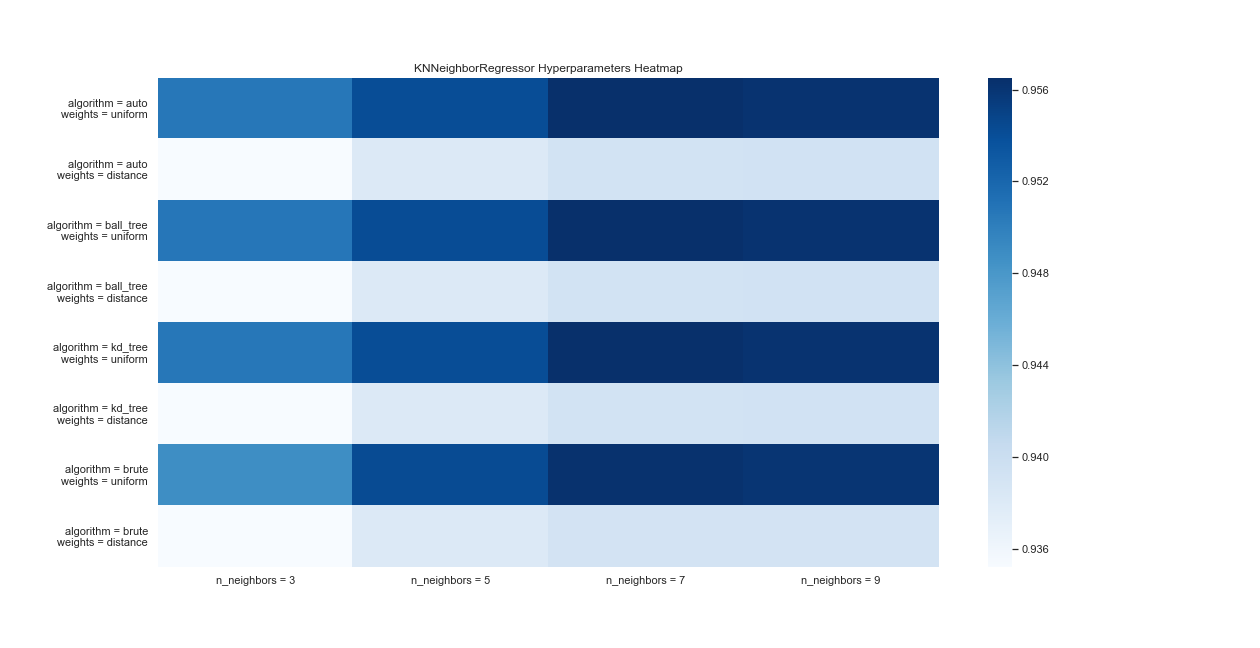 KNNeighborRegressor Hyperparameters Heatmap
algorithm = auto
weights = uniform
algorithm = auto
weights = distance
algorithm = ball_tree
weights = uniform
algorithm = ball_tree
weights = distance
algorithm = kd_tree
weights = uniform
algorithm = kd_tree
weights = distance
algorithm = brute
weights = uniform
algorithm = brute
weights = distance
n_neighbors = 3
n_neighbors = 5
n_neighbors = 7
n_neighbors = 9
0.956
0.952
0.948
0.944
0.940
0.936